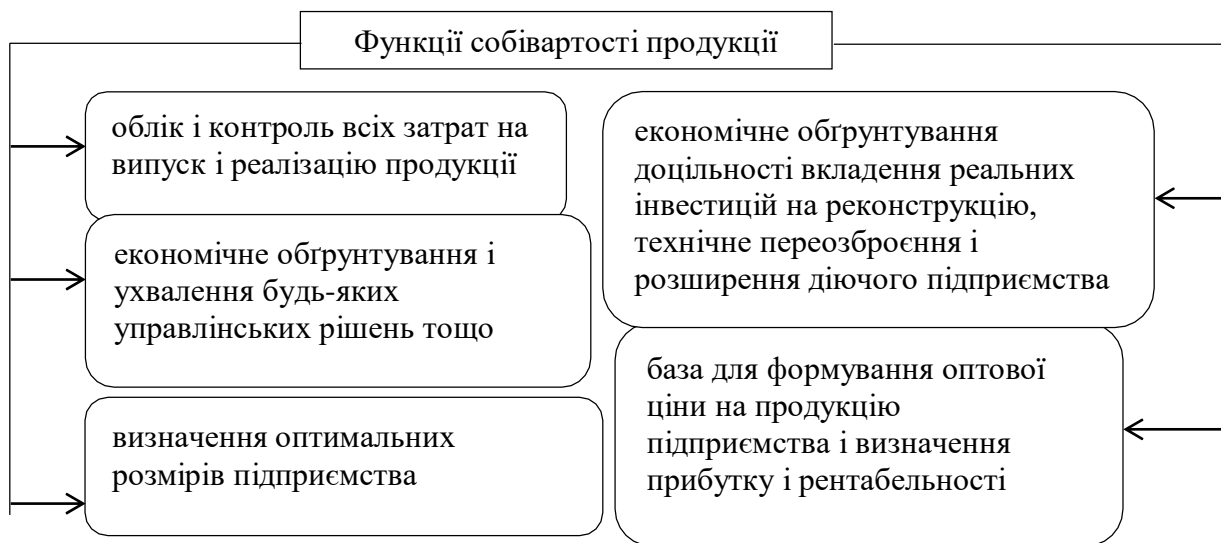 Функції собівартості продукції
облік і контроль всіх затрат на
випуск і реалізацію продукції
економічне обґрунтування і
ухвалення будь-яких
управлінських рішень тощо
визначення оптимальних
розмірів підприємства
економічне обґрунтування
доцільності вкладення реальних
інвестицій на реконструкцію,
технічне переозброєння і
розширення діючого підприємства
база для формування оптової
ціни на продукцію
підприємства і визначення
прибутку і рентабельності